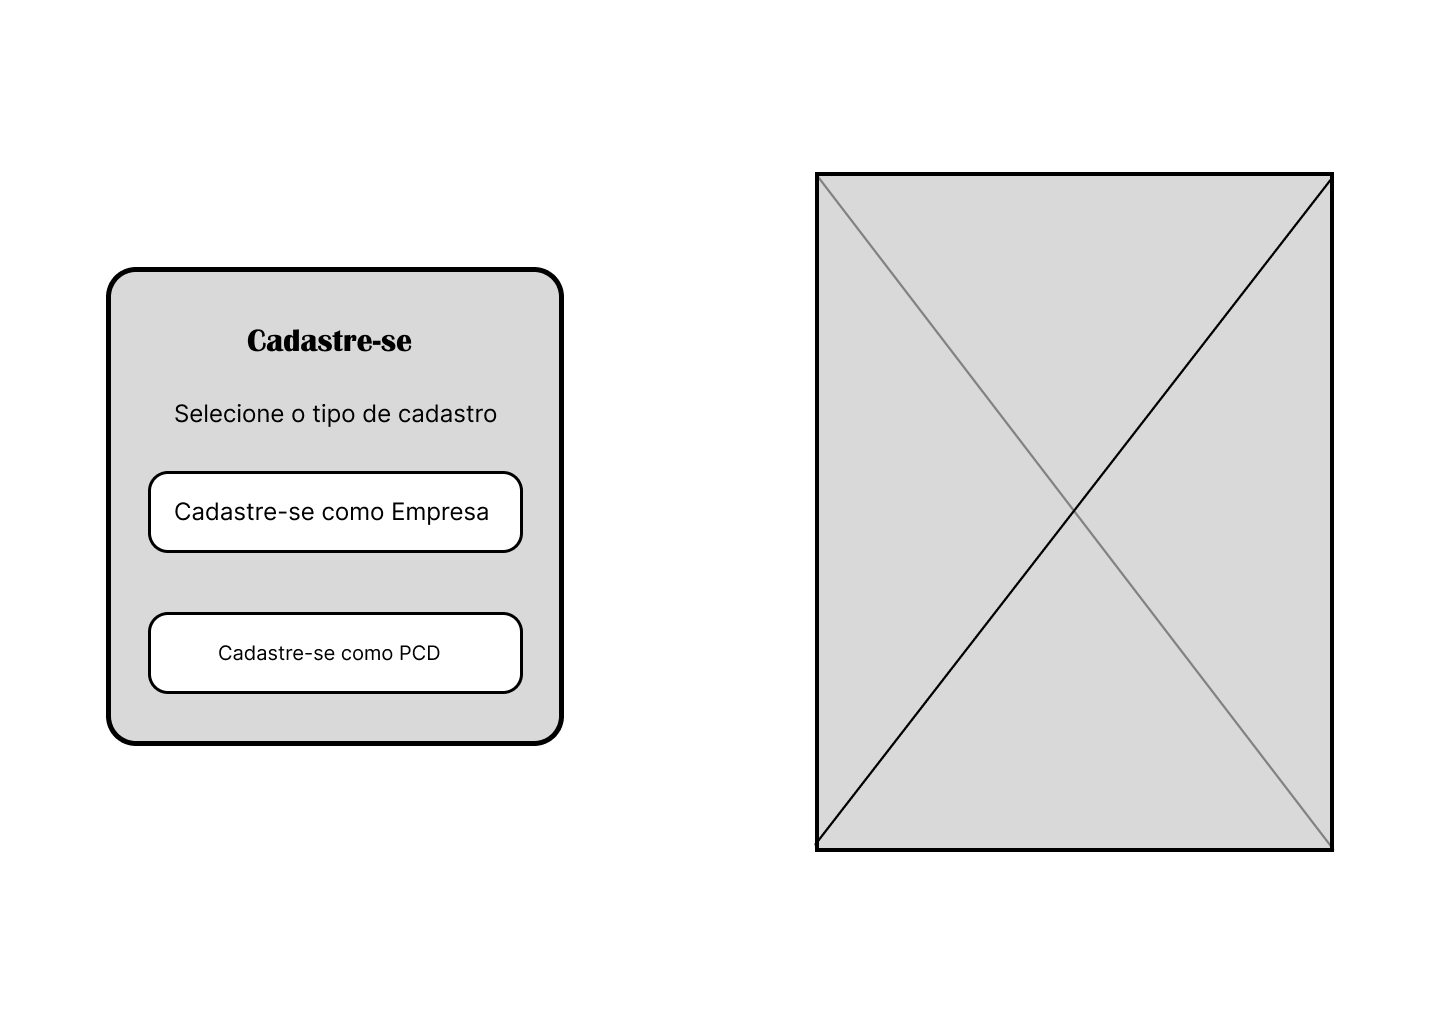 Cadastre-se
Selecione o tipo de cadastro
Cadastre-se como Empresa
Cadastre-se como PCD